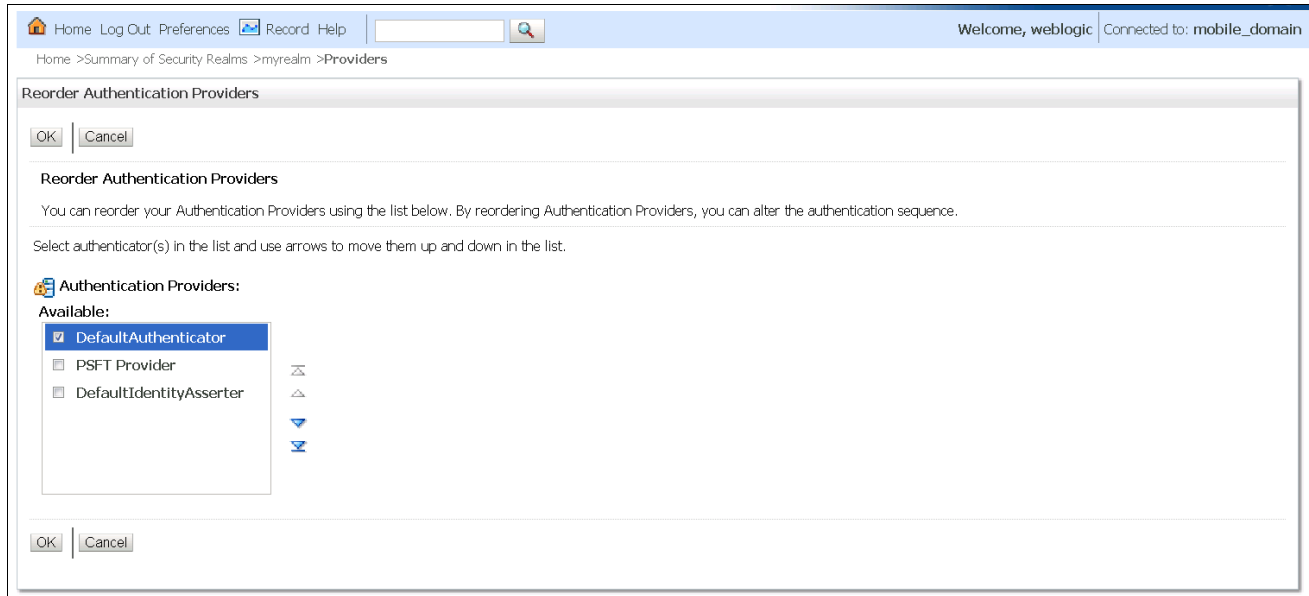 Home Log Out Preferences Record Help
Welcome, weblogic Connected to: mobile_domain
Home >Summary of Security Realms >myrealm >Providers
Reorder Authentication Providers
OK Cancel
Reorder Authentication Providers
You can reorder your Authentication Providers using the list below. By reordering Authentication Providers, you can alter the authentication sequence.
Select authenticator(s) in the list and use arrows to move them up and down in the list.
Authentication Providers:
Available:
DefaultAuthenticator
PSFT Provider
DefaultIdentityAsserter
OK Cancel